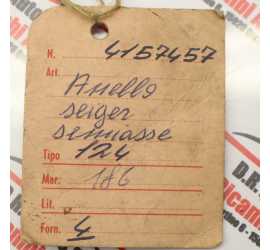 N. 4157457
Art. Anello
seiger
semiasse
Tipo 124
Mar. 186
Lit.
Forn. 4